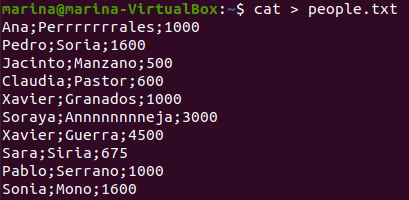 marina@marina-VirtualBox:~$ cat > people.txt
Ana;Perrrrrrales;1000
Pedro;Soria;1600
Jacinto;Manzano;500
Claudia;Pastor;600
Xavier;Granados;1000
Soraya;Annnnnnnneja;3000
Xavier;Guerra;4500
Sara;Siria;675
Pablo;Serrano;1000
Sonia;Mono;1600